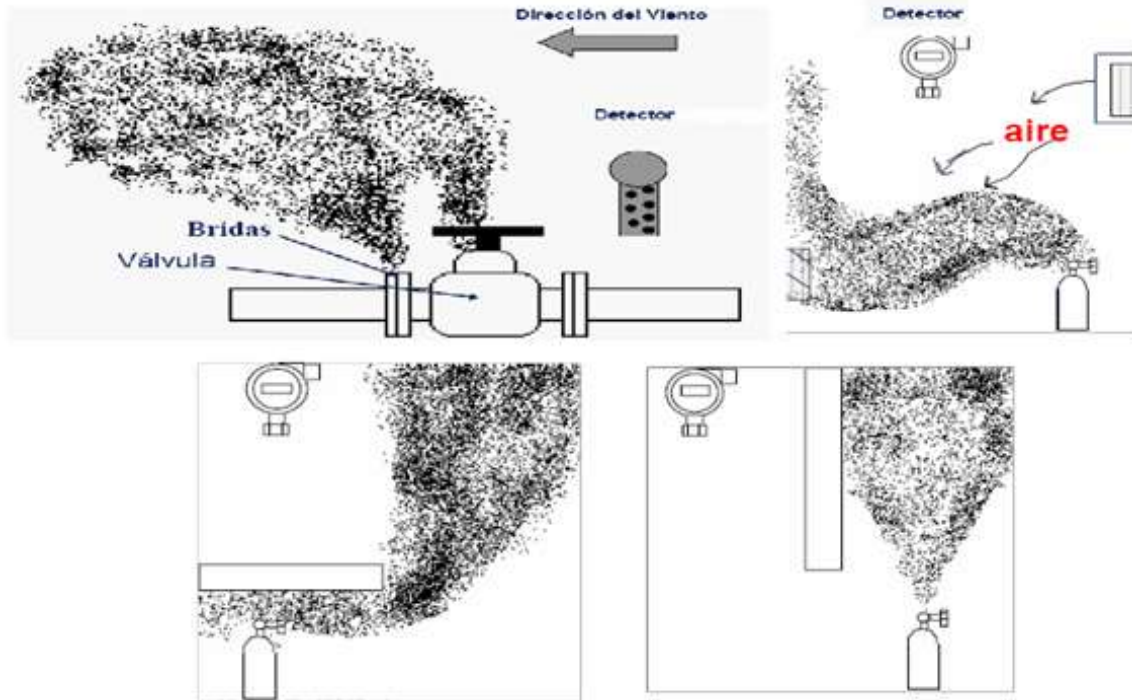 Dirección del Viento
Detector
Detector
aire
Bridas
Válvula